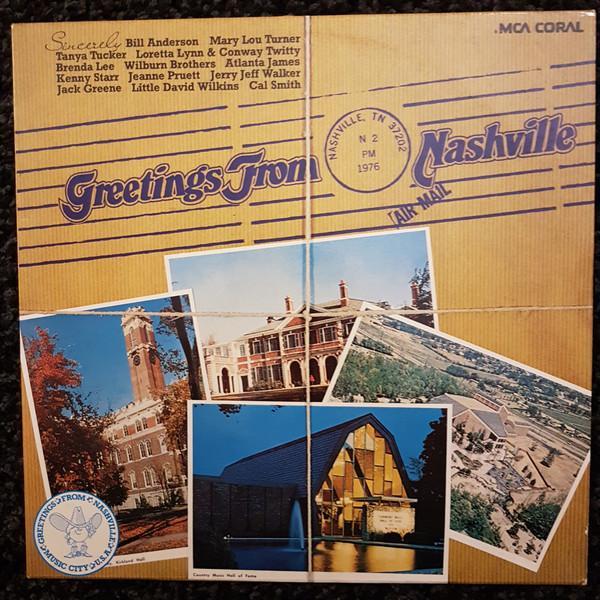 Sincerely Bill Anderson Mary Lou Turner
Tanya Tucker Loretta Lynn & Conway Twitty
Brenda Lee Wilburn Brothers Atlanta James
Kenny Starr Jeanne Pruett Jerry Jeff Walker
Jack Greene Little David Wilkins Cal Smith
MCA CORAL
NASHVILLE, TN 37202
N 2
PM
1976
Greetings From Nashville
AIR MAIL
GREETINGS FROM NASHVILLE
MUSIC CITY U.S.A.
Kirkland Hall
Country Music Hall of Fame